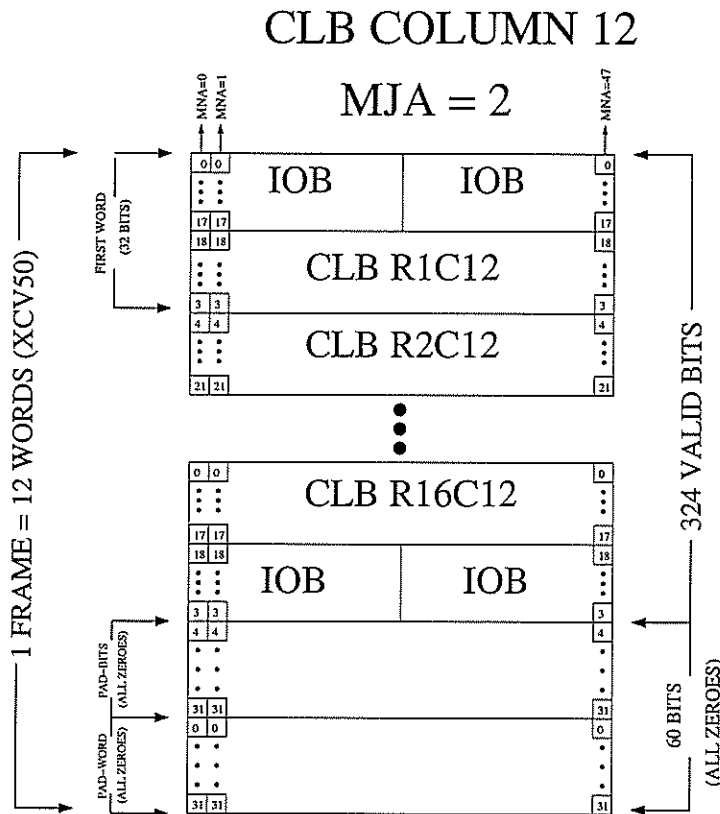 CLB COLUMN 12
MJA = 2
MNA=0
MNA=1
MNA=47
0 0 IOB IOB 0
17 17 17
18 18 18
CLB R1C12
3 3 3
4 4 4
CLB R2C12
21 21 21
0 0 0
CLB R16C12
17 17 17
18 18 18
IOB IOB
3 3 3
4 4 4
31 31 31
0 0 0
31 31 31
1 FRAME = 12 WORDS (XCV50)
FIRST WORD
(32 BITS)
PAD-BITS
(ALL ZEROES)
PAD-WORD
(ALL ZEROES)
324 VALID BITS
60 BITS
(ALL ZEROES)